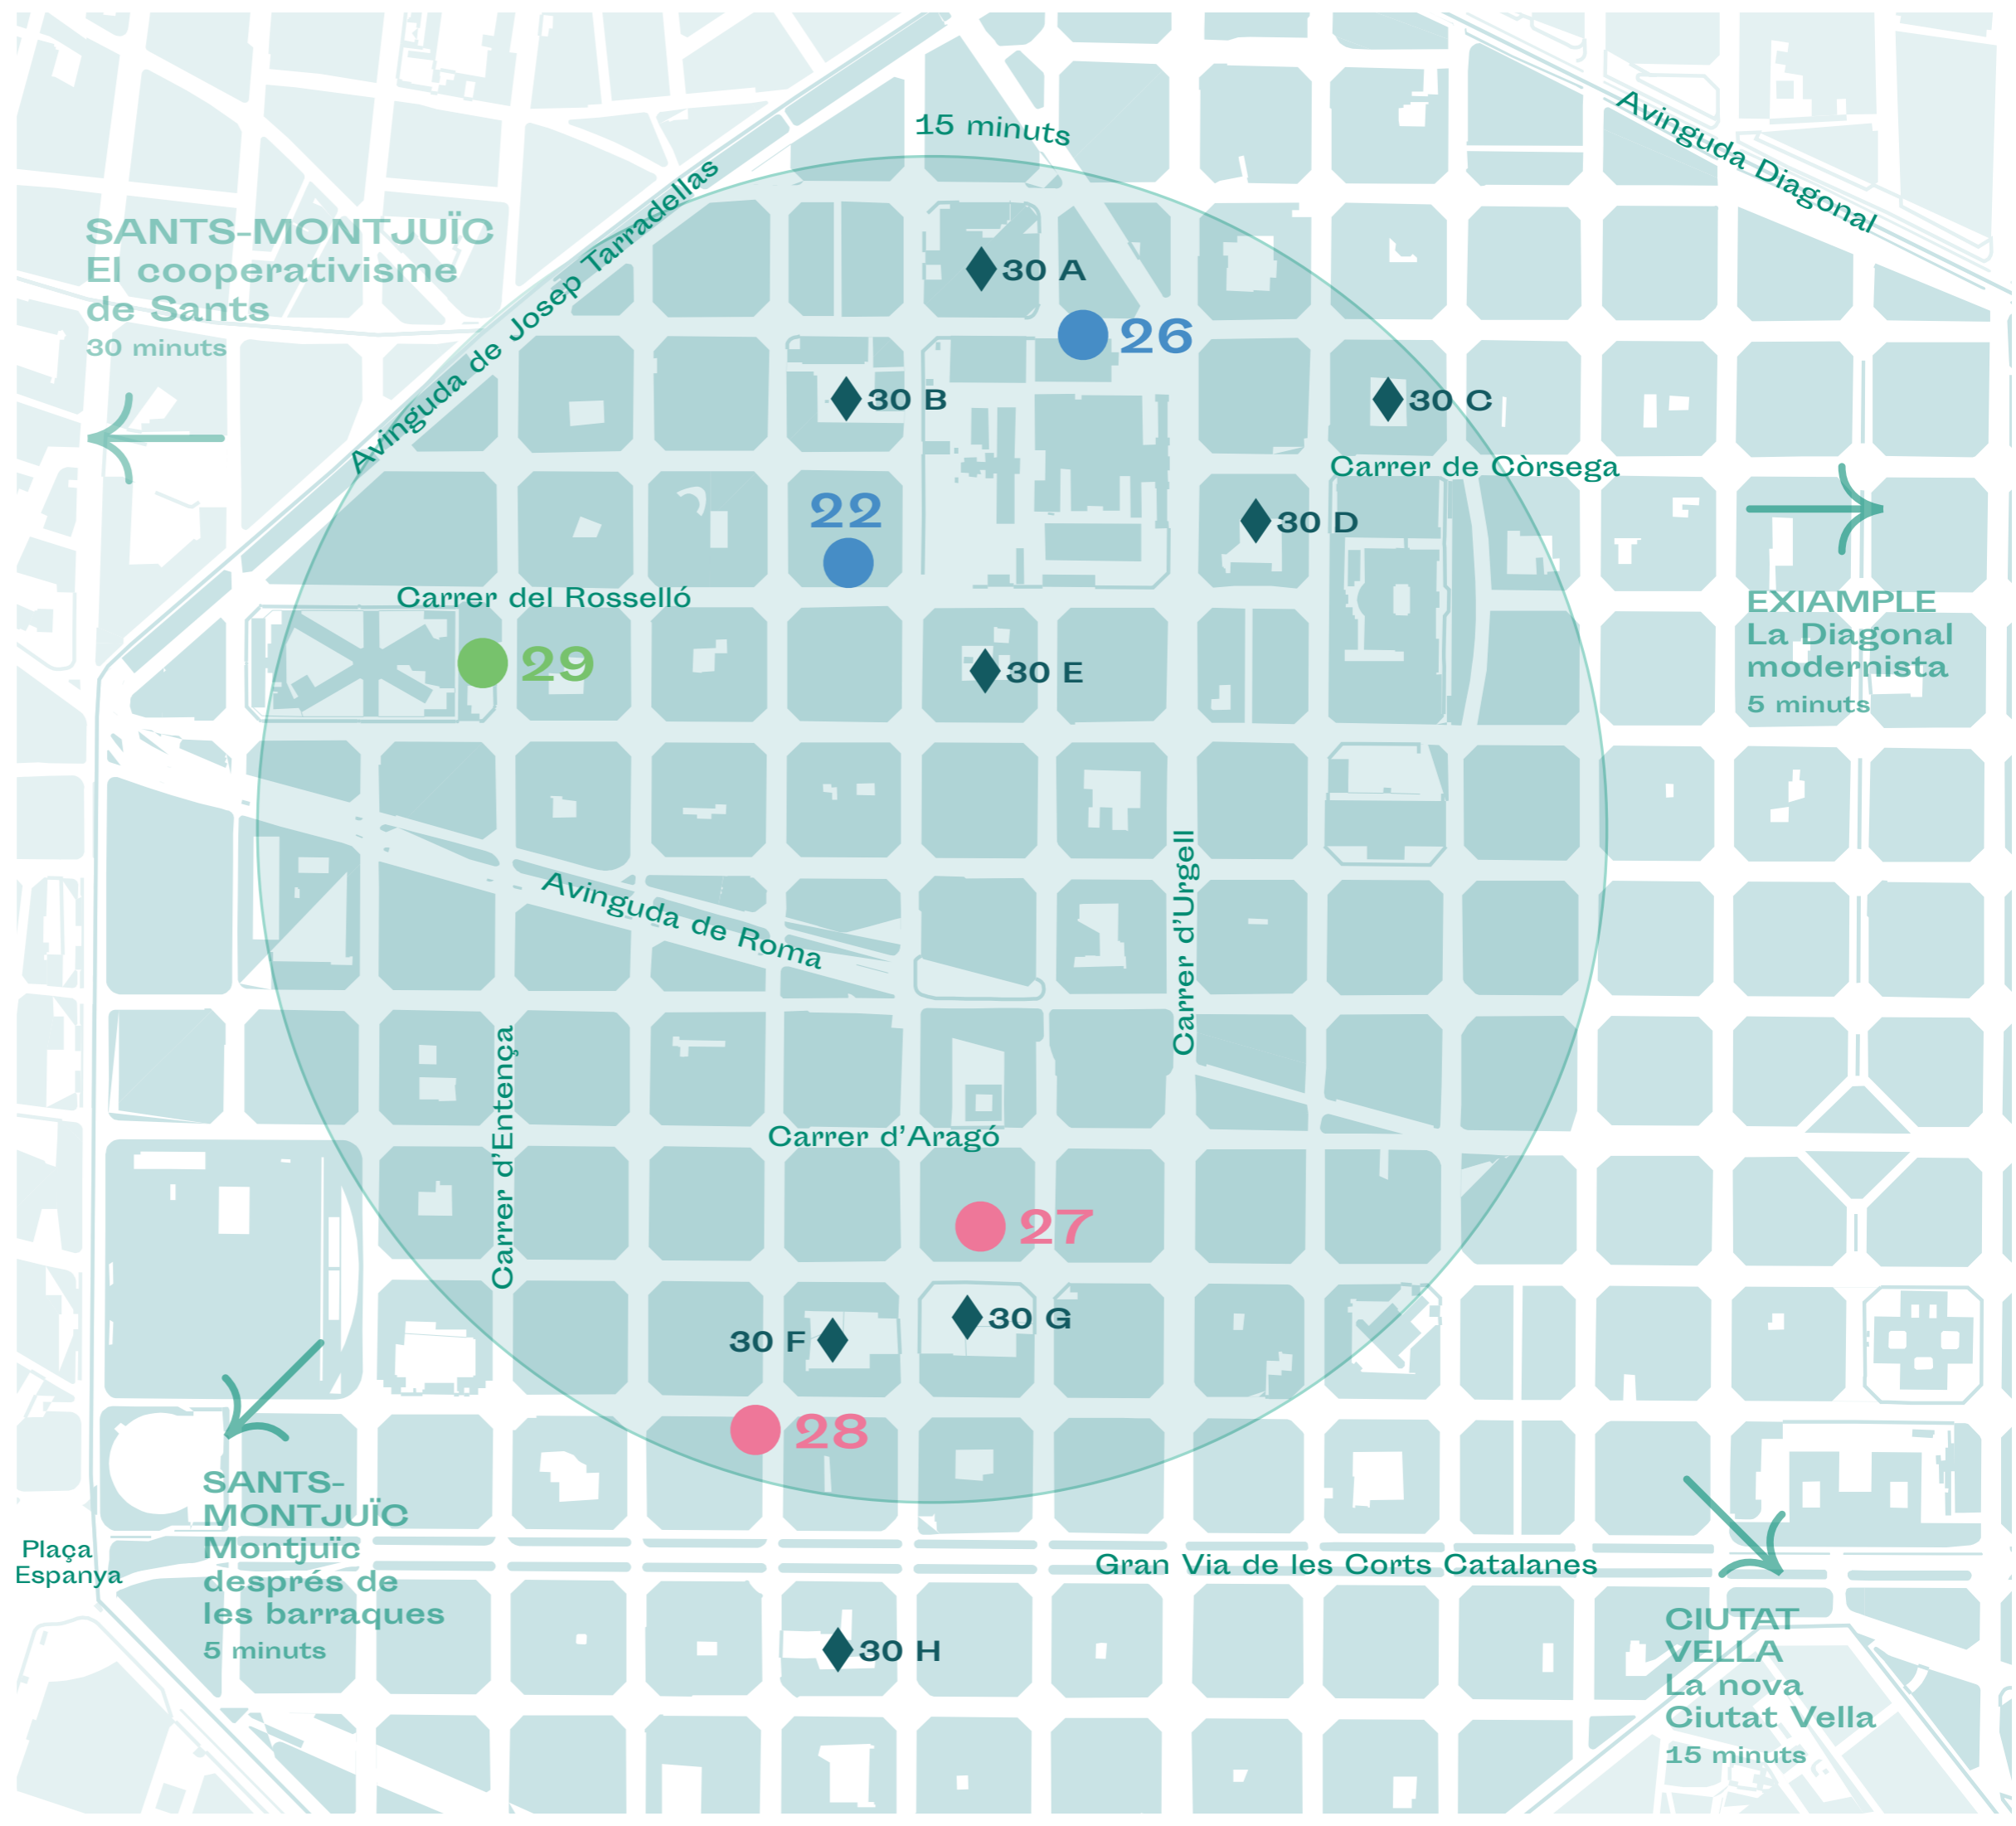 15 minuts
Avinguda Diagonal
Avinguda de Josep Tarradellas
SANTS-MONTJUÏC
El cooperativisme
de Sants
30 minuts
30 A
26
30 B
30 C
Carrer de Còrsega
22
30 D
Carrer del Rosselló
EXIAMPLE
La Diagonal
modernista
5 minuts
29
30 E
Avinguda de Roma
Carrer d'Urgell
Carrer d'Entença
Carrer d'Aragó
27
30 G
30 F
28
SANTS-
MONTJUÏC
Montjuïc
després de
les barraques
5 minuts
Plaça
Espanya
Gran Via de les Corts Catalanes
30 H
CIUTAT
VELLA
La nova
Ciutat Vella
15 minuts